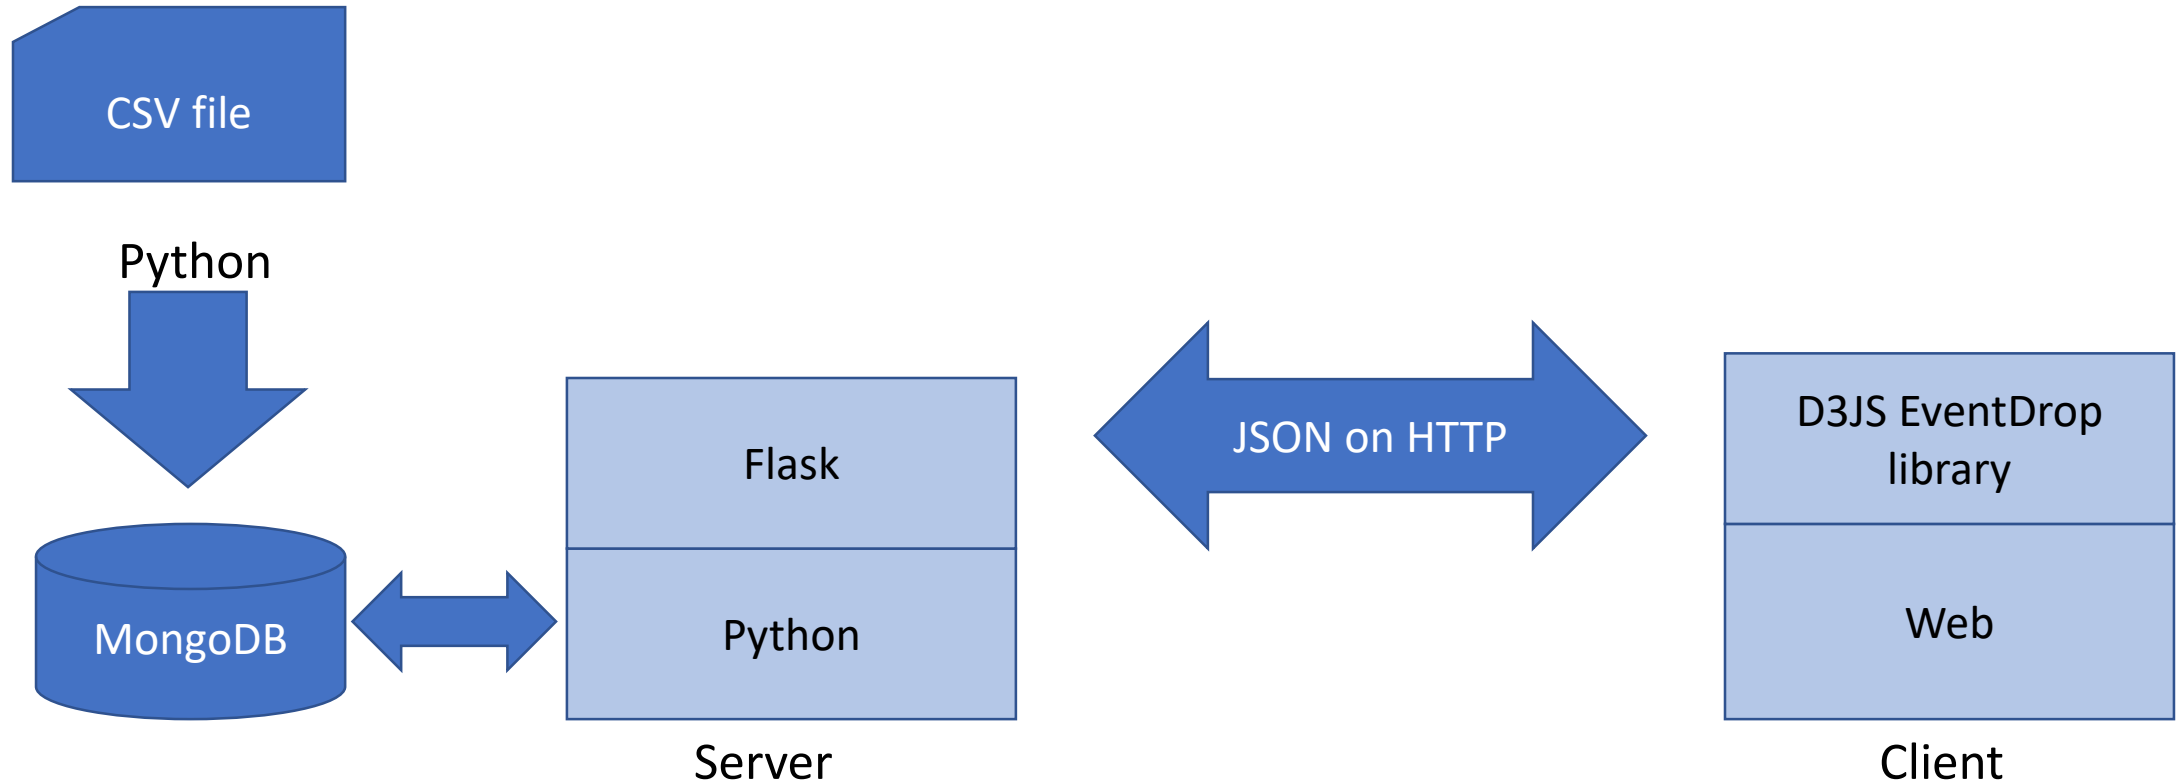 CSV file
Python
MongoDB
Flask
Python
Server
JSON on HTTP
D3JS EventDrop
library
Web
Client